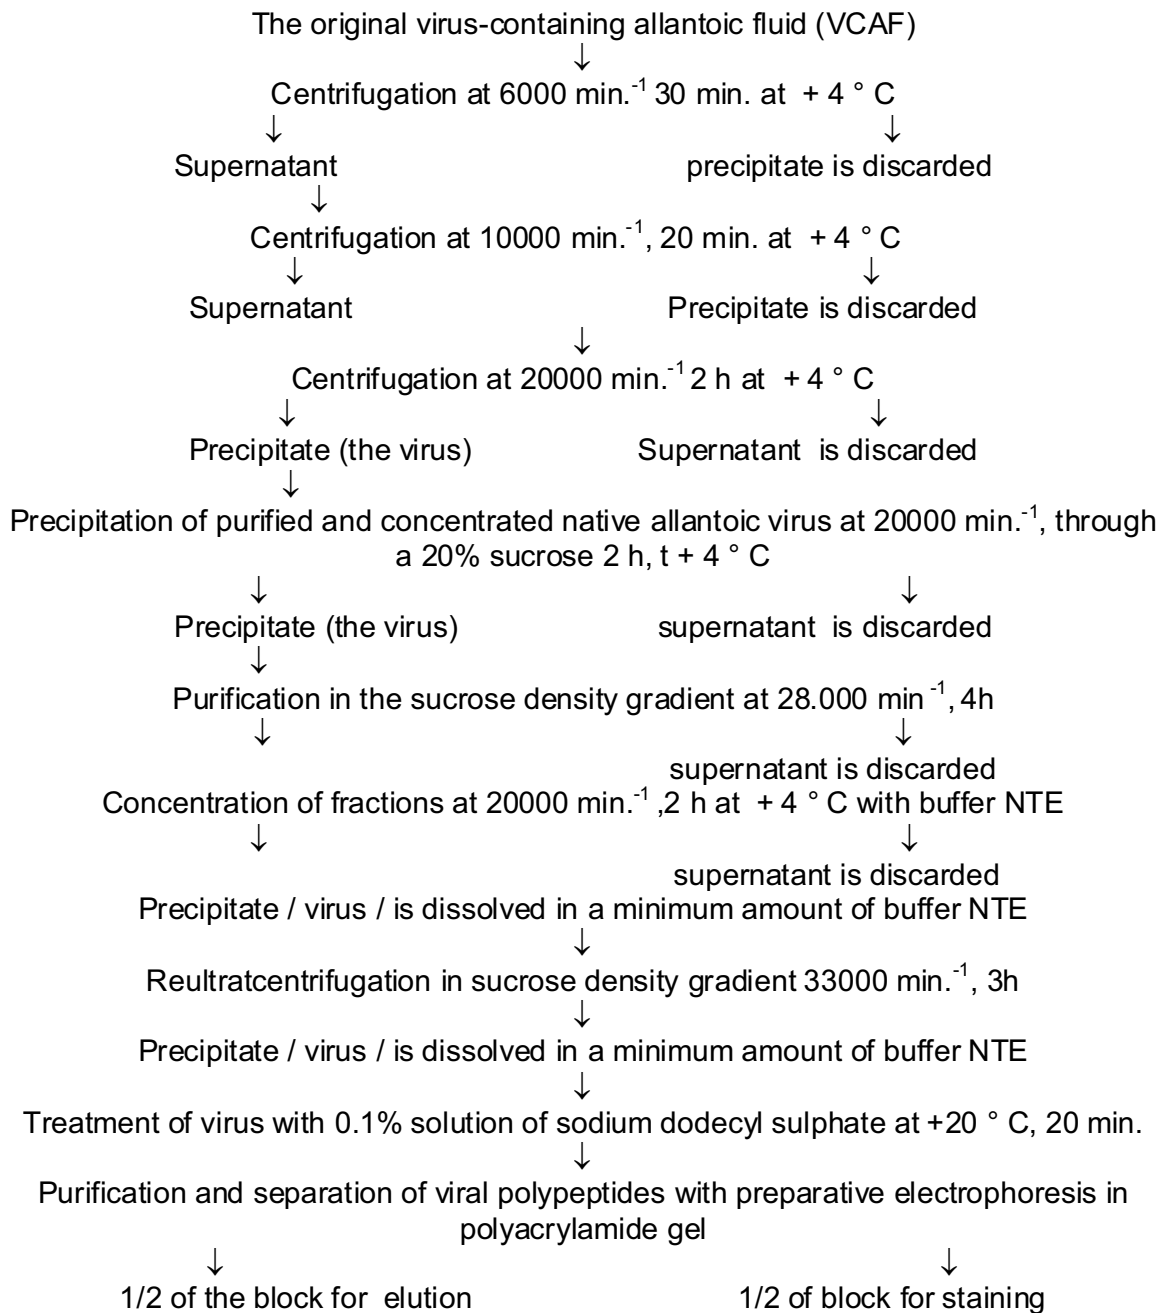 The original virus-containing allantoic fluid (VCAF)
↓
Centrifugation at 6000 min.⁻¹ 30 min. at + 4 ° C
↓ ↓
Supernatant precipitate is discarded
↓
Centrifugation at 10000 min.⁻¹, 20 min. at + 4 ° C
↓ ↓
Supernatant Precipitate is discarded
↓
Centrifugation at 20000 min.⁻¹ 2 h at + 4 ° C
↓ ↓
Precipitate (the virus) Supernatant is discarded
↓
Precipitation of purified and concentrated native allantoic virus at 20000 min.⁻¹, through
a 20% sucrose 2 h, t + 4 ° C
↓ ↓
Precipitate (the virus) supernatant is discarded
↓
Purification in the sucrose density gradient at 28.000 min ⁻¹, 4h
↓ ↓
supernatant is discarded
Concentration of fractions at 20000 min.⁻¹ ,2 h at + 4 ° C with buffer NTE
↓ ↓
supernatant is discarded
Precipitate / virus / is dissolved in a minimum amount of buffer NTE
↓
Reultratcentrifugation in sucrose density gradient 33000 min.⁻¹, 3h
↓
Precipitate / virus / is dissolved in a minimum amount of buffer NTE
↓
Treatment of virus with 0.1% solution of sodium dodecyl sulphate at +20 ° C, 20 min.
↓
Purification and separation of viral polypeptides with preparative electrophoresis in
polyacrylamide gel
↓ ↓
1/2 of the block for elution 1/2 of block for staining